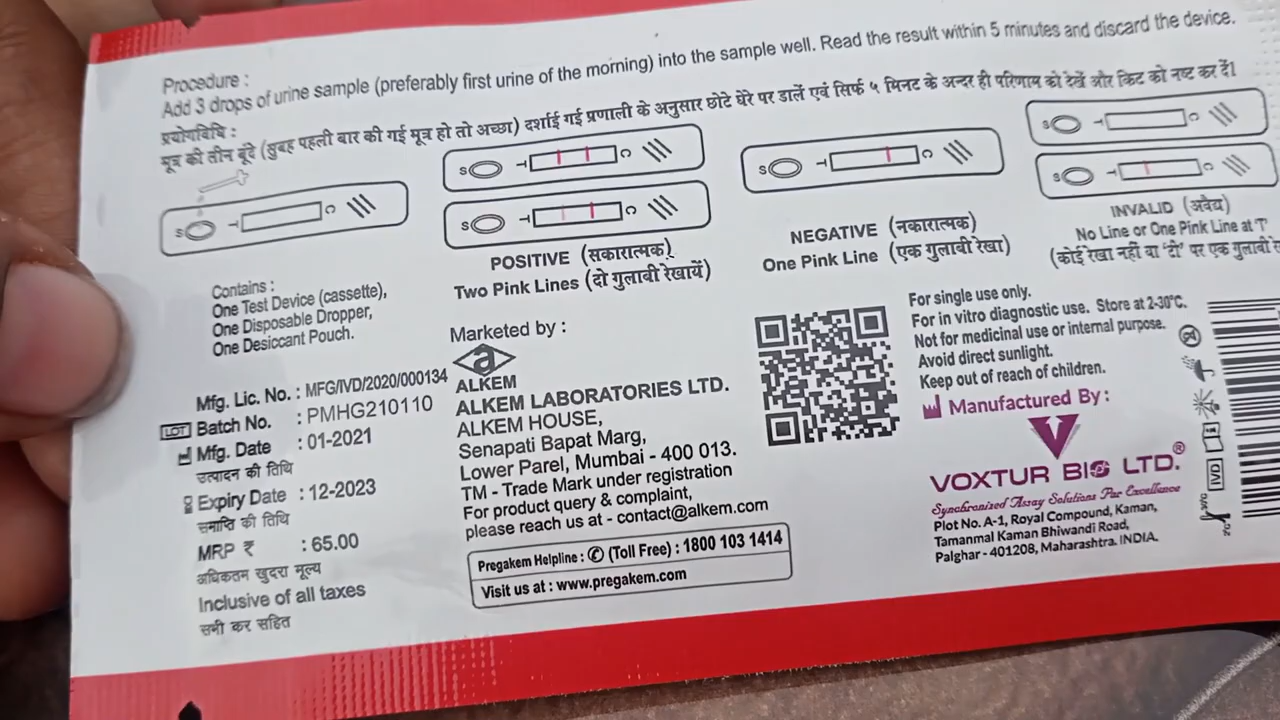 Procedure :
Add 3 drops of urine sample (preferably first urine of the morning) into the sample well. Read the result within 5 minutes and discard the device.
प्रयोगविधि :
मूत्र की तीन बूंदे (सुबह पहली बार की गई मूत्र हो तो अच्छा) दर्शाई गई प्रणाली के अनुसार छोटे घेरे पर डालें एवं सिर्फ ५ मिनट के अन्दर ही परिणाम को देखें और किट को नष्ट कर दें।
S T C
S T C
S T C
S T C
S T C
S T C
POSITIVE (सकारात्मक)
Two Pink Lines (दो गुलाबी रेखायें)
NEGATIVE (नकारात्मक)
One Pink Line (एक गुलाबी रेखा)
INVALID (अवैध)
No Line or One Pink Line at 'T'
(कोई रेखा नहीं या 'टी' पर एक गुलाबी
Contains :
One Test Device (cassette),
One Disposable Dropper,
One Desiccant Pouch.
Mfg. Lic. No. : MFG/IVD/2020/000134
LOT Batch No. : PMHG210110
Mfg. Date : 01-2021
उत्पादन की तिथि
Expiry Date : 12-2023
समाप्ति की तिथि
MRP ₹ : 65.00
अधिकतम खुदरा मूल्य
Inclusive of all taxes
सभी कर सहित
Marketed by :
a
ALKEM
ALKEM LABORATORIES LTD.
ALKEM HOUSE,
Senapati Bapat Marg,
Lower Parel, Mumbai - 400 013.
TM - Trade Mark under registration
For product query & complaint,
please reach us at - contact@alkem.com
Pregakem Helpline : (Toll Free) : 1800 103 1414
Visit us at : www.pregakem.com
For single use only.
For in vitro diagnostic use. Store at 2-30°C.
Not for medicinal use or internal purpose.
Avoid direct sunlight.
Keep out of reach of children.
Manufactured By :
VOXTUR BIO LTD.®
Synchronized Assay Solutions Par Excellence
Plot No. A-1, Royal Compound, Kaman,
Tamanmal Kaman Bhiwandi Road,
Palghar - 401208, Maharashtra. INDIA.
IVD